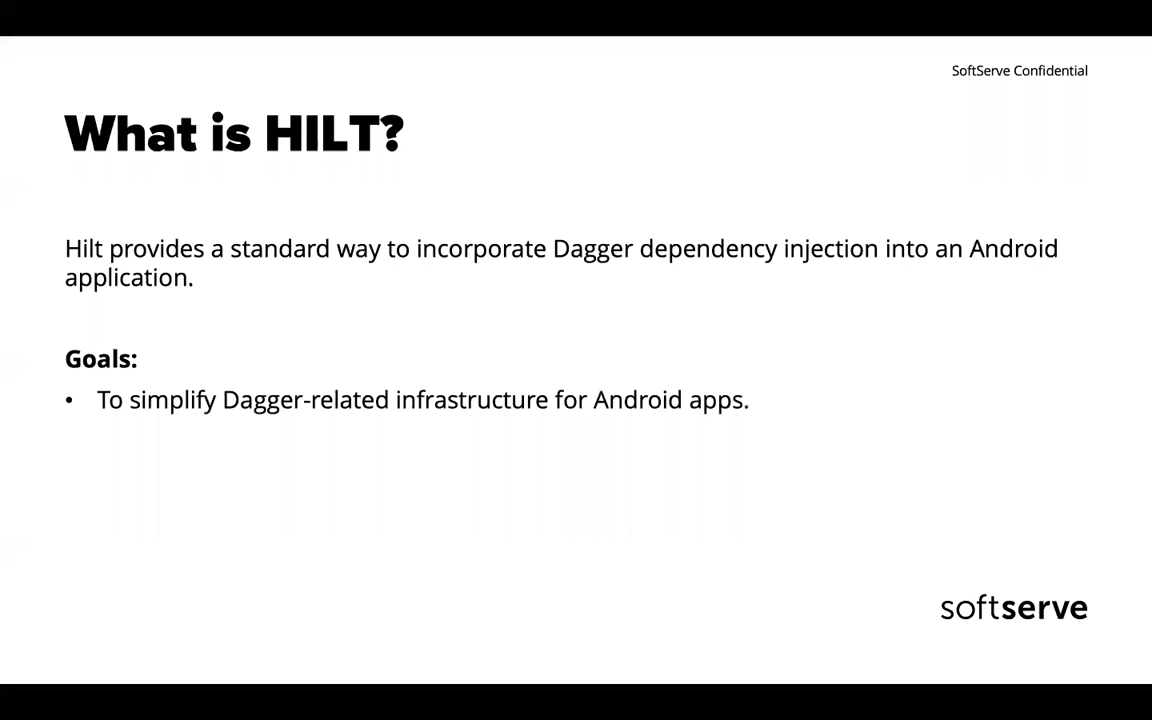 SoftServe Confidential
What is HILT?
Hilt provides a standard way to incorporate Dagger dependency injection into an Android
application.
Goals:
• To simplify Dagger-related infrastructure for Android apps.
softserve